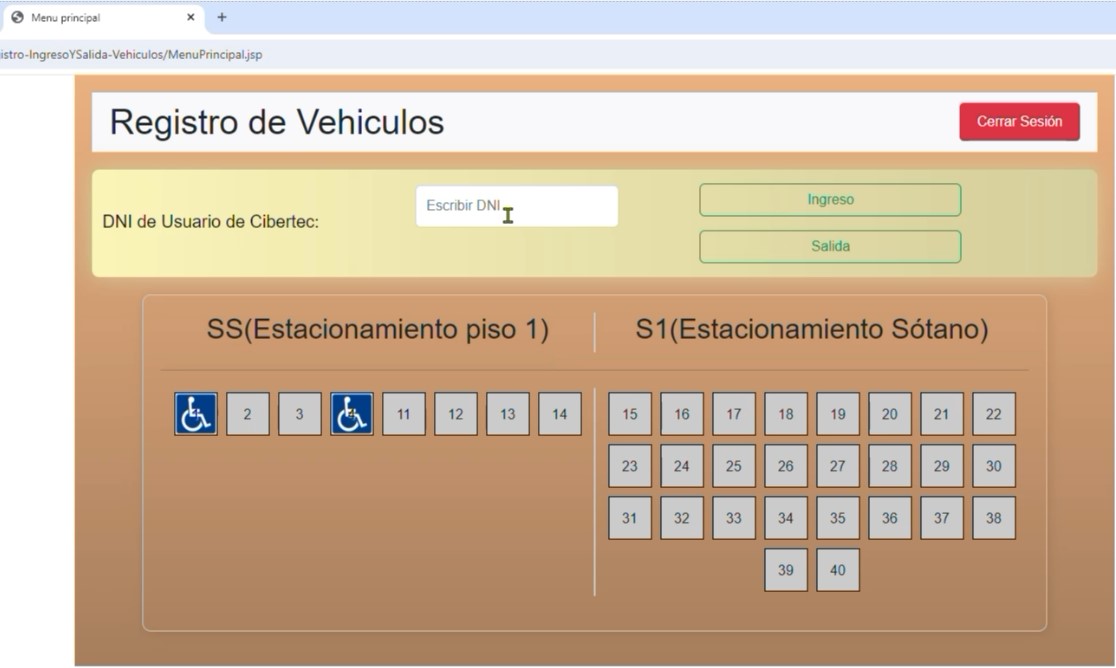 Menu principal
istro-IngresoYSalida-Vehiculos/MenuPrincipal.jsp
Registro de Vehiculos
Cerrar Sesión
DNI de Usuario de Cibertec:
Escribir DNI
Ingreso
Salida
SS(Estacionamiento piso 1)
2 3 4 11 12 13 14
S1(Estacionamiento Sótano)
15 16 17 18 19 20 21 22
23 24 25 26 27 28 29 30
31 32 33 34 35 36 37 38
39 40